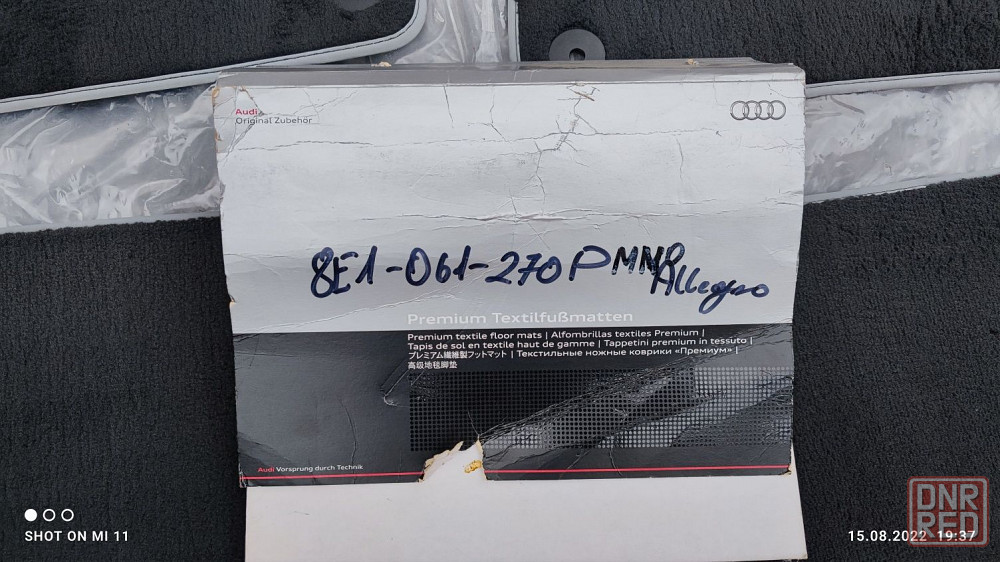 Audi
Original Zubehör
8E1-061-270P MNP
Allegro
Premium Textilfußmatten
Premium textile floor mats | Alfombrillas textiles Premium |
Tapis de sol en textile haut de gamme | Tappetini premium in tessuto |
プレミアム繊維製フットマット | Текстильные ножные коврики «Премиум» |
高级地毯脚垫
Audi Vorsprung durch Technik
SHOT ON MI 11
15.08.2022 19:37
DNR
RED